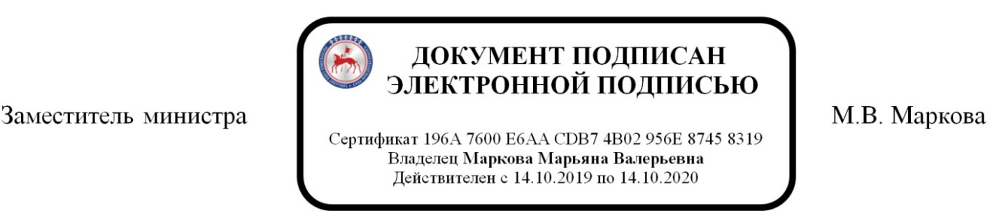 Заместитель министра
ДОКУМЕНТ ПОДПИСАН
ЭЛЕКТРОННОЙ ПОДПИСЬЮ
Сертификат 196A 7600 E6AA CDB7 4B02 956E 8745 8319
Владелец Маркова Марьяна Валерьевна
Действителен с 14.10.2019 по 14.10.2020
М.В. Маркова